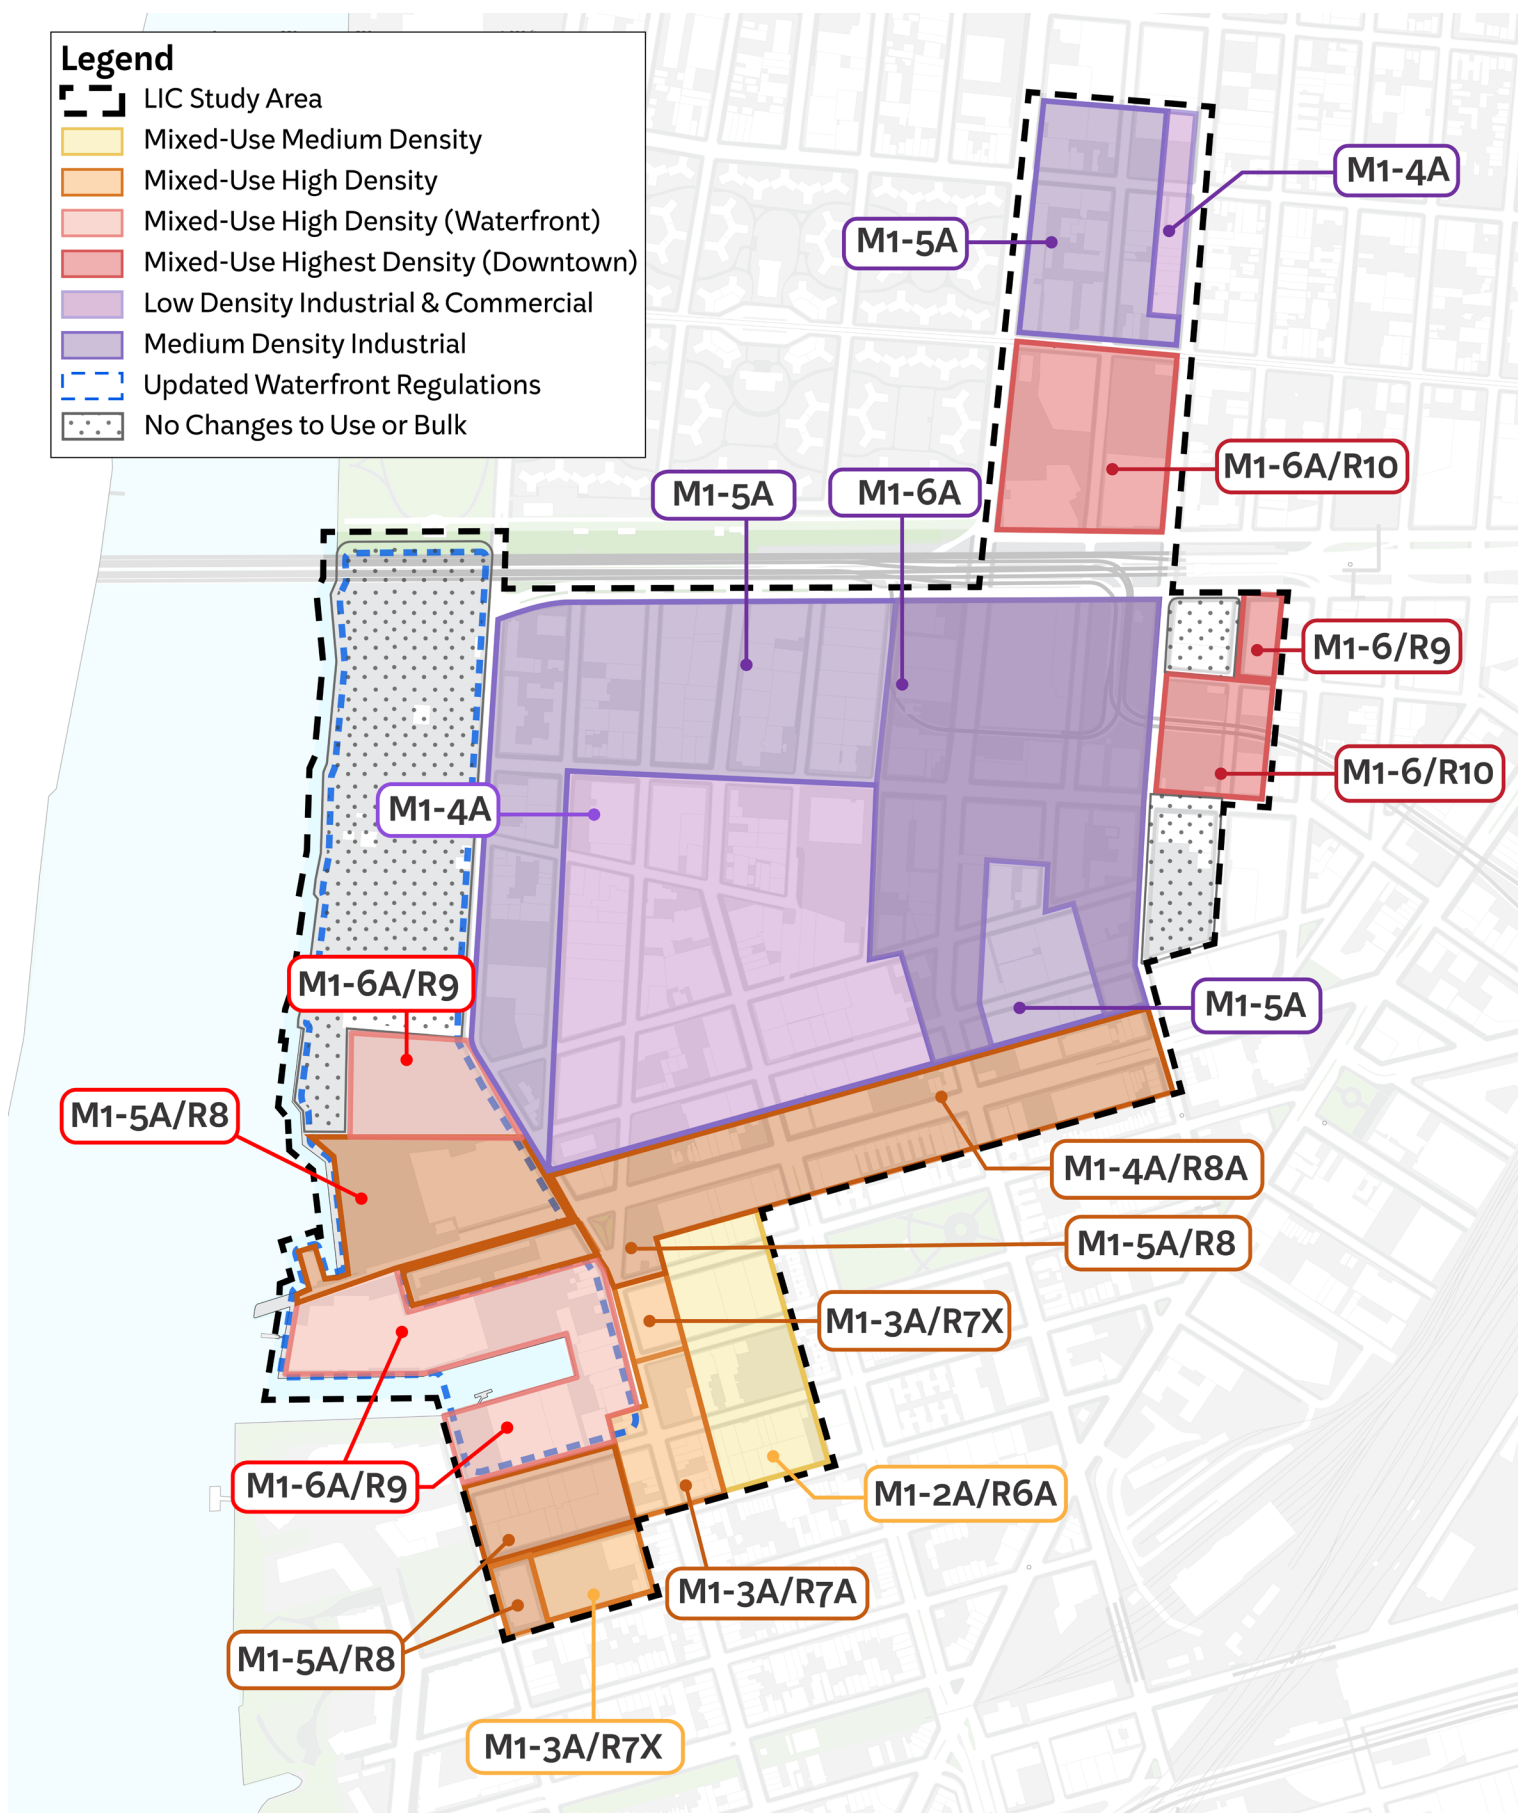 Legend
LIC Study Area
Mixed-Use Medium Density
Mixed-Use High Density
Mixed-Use High Density (Waterfront)
Mixed-Use Highest Density (Downtown)
Low Density Industrial & Commercial
Medium Density Industrial
Updated Waterfront Regulations
No Changes to Use or Bulk
M1-4A
M1-5A
M1-6A/R10
M1-5A
M1-6A
M1-6/R9
M1-6/R10
M1-4A
M1-6A/R9
M1-5A
M1-5A/R8
M1-4A/R8A
M1-5A/R8
M1-3A/R7X
M1-6A/R9
M1-2A/R6A
M1-3A/R7A
M1-5A/R8
M1-3A/R7X